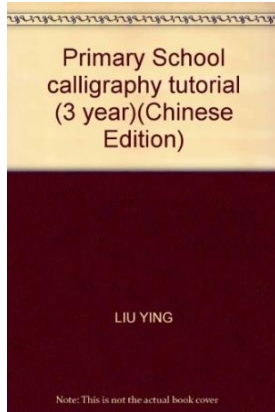 Primary School
calligraphy tutorial
(3 year)(Chinese
Edition)
LIU YING
Note: This is not the actual book cover